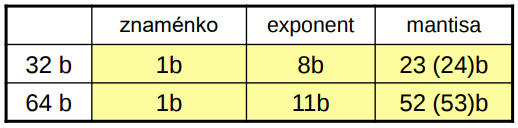 znaménko exponent mantisa
32 b 1b 8b 23 (24)b
64 b 1b 11b 52 (53)b